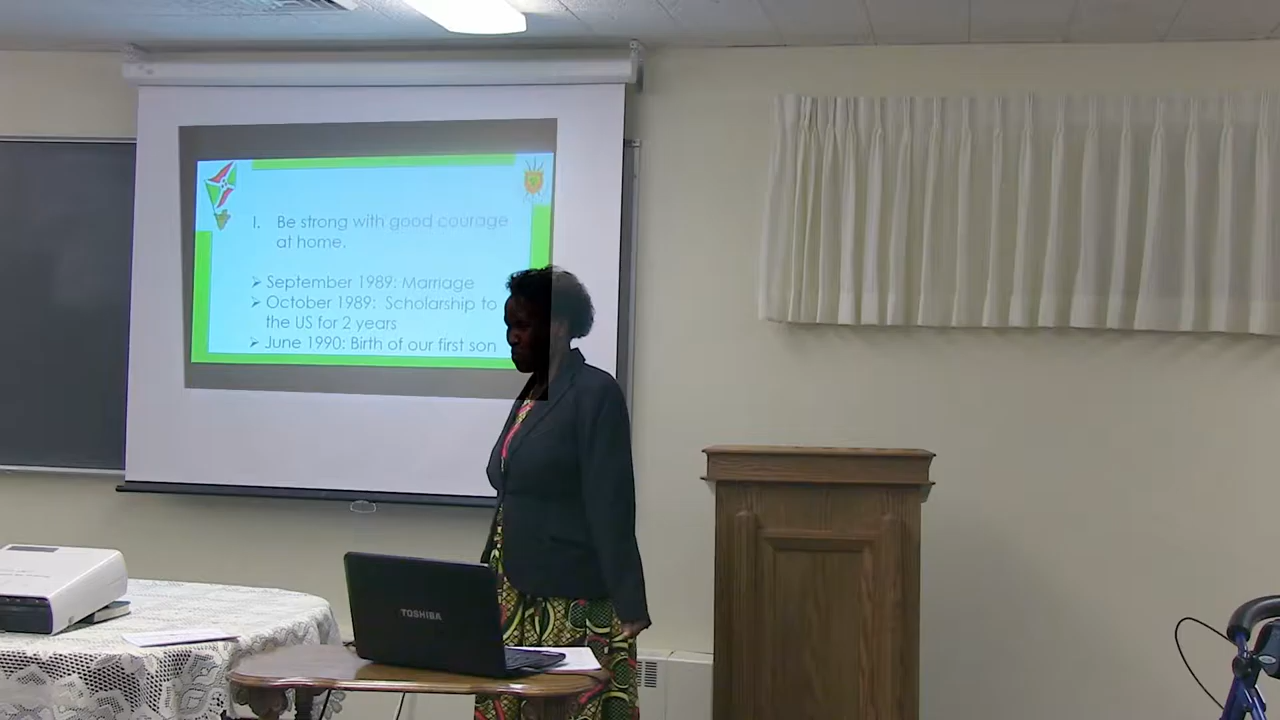 I. Be strong with good courage
at home.
➢ September 1989: Marriage
➢ October 1989: Scholarship to
the US for 2 years
➢ June 1990: Birth of our first son
TOSHIBA